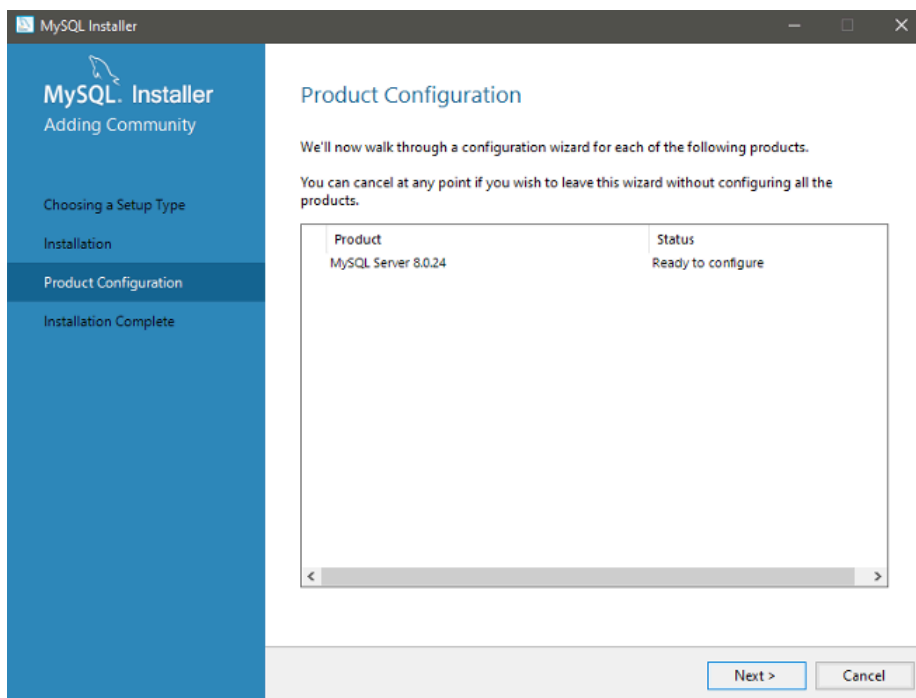 MySQL Installer
MySQL. Installer
Adding Community
Choosing a Setup Type
Installation
Product Configuration
Installation Complete
Product Configuration
We'll now walk through a configuration wizard for each of the following products.
You can cancel at any point if you wish to leave this wizard without configuring all the
products.
Product Status
MySQL Server 8.0.24 Ready to configure
Next > Cancel